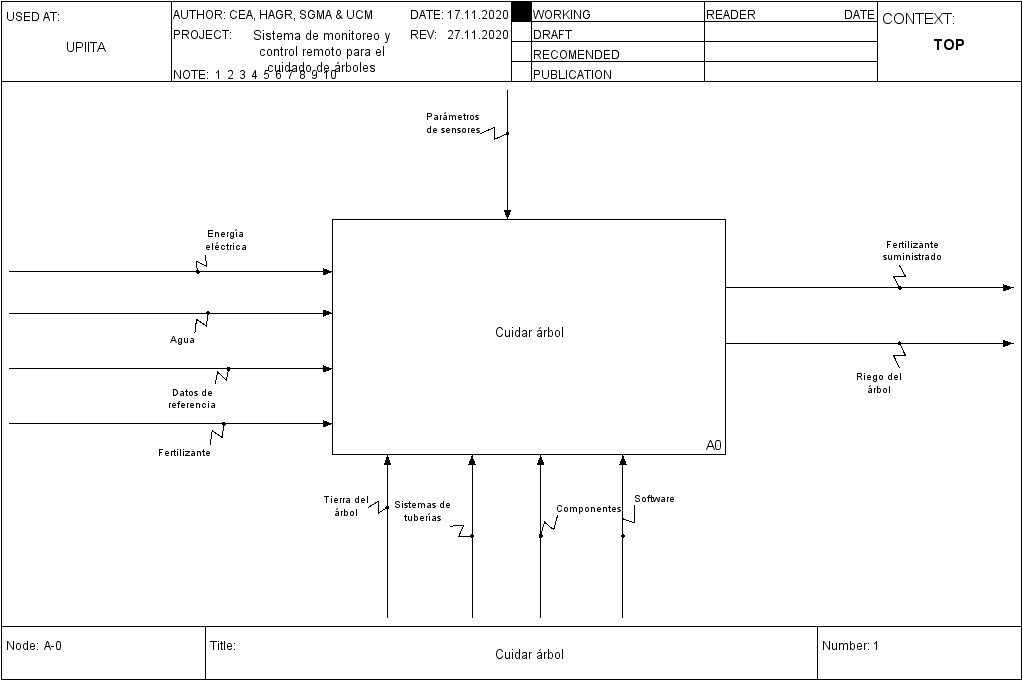 USED AT:
UPIITA
AUTHOR: CEA, HAGR, SGMA & UCM
DATE: 17.11.2020
PROJECT: Sistema de monitoreo y
control remoto para el
cuidado de árboles
REV: 27.11.2020
NOTE: 1 2 3 4 5 6 7 8 9 10
WORKING
DRAFT
RECOMENDED
PUBLICATION
READER DATE
CONTEXT:
TOP
Parámetros
de sensores
Energía
eléctrica
Agua
Datos de
referencia
Fertilizante
Cuidar árbol
A0
Fertilizante
suministrado
Riego del
árbol
Tierra del
árbol
Sistemas de
tuberías
Componentes
Software
Node: A-0
Title:
Cuidar árbol
Number: 1